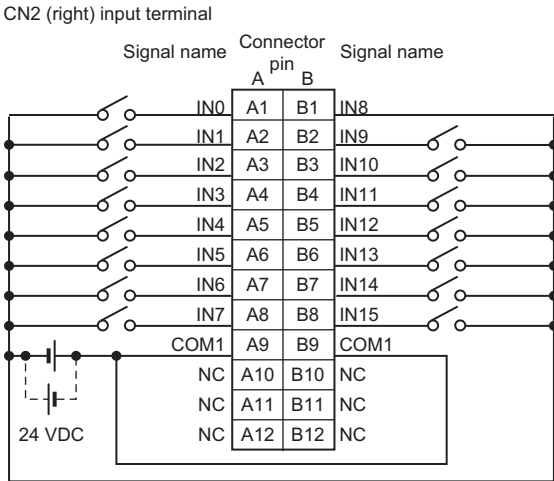 CN2 (right) input terminal
Signal name Connector pin Signal name
A B
IN0 A1 B1 IN8
IN1 A2 B2 IN9
IN2 A3 B3 IN10
IN3 A4 B4 IN11
IN4 A5 B5 IN12
IN5 A6 B6 IN13
IN6 A7 B7 IN14
IN7 A8 B8 IN15
COM1 A9 B9 COM1
NC A10 B10 NC
NC A11 B11 NC
24 VDC NC A12 B12 NC